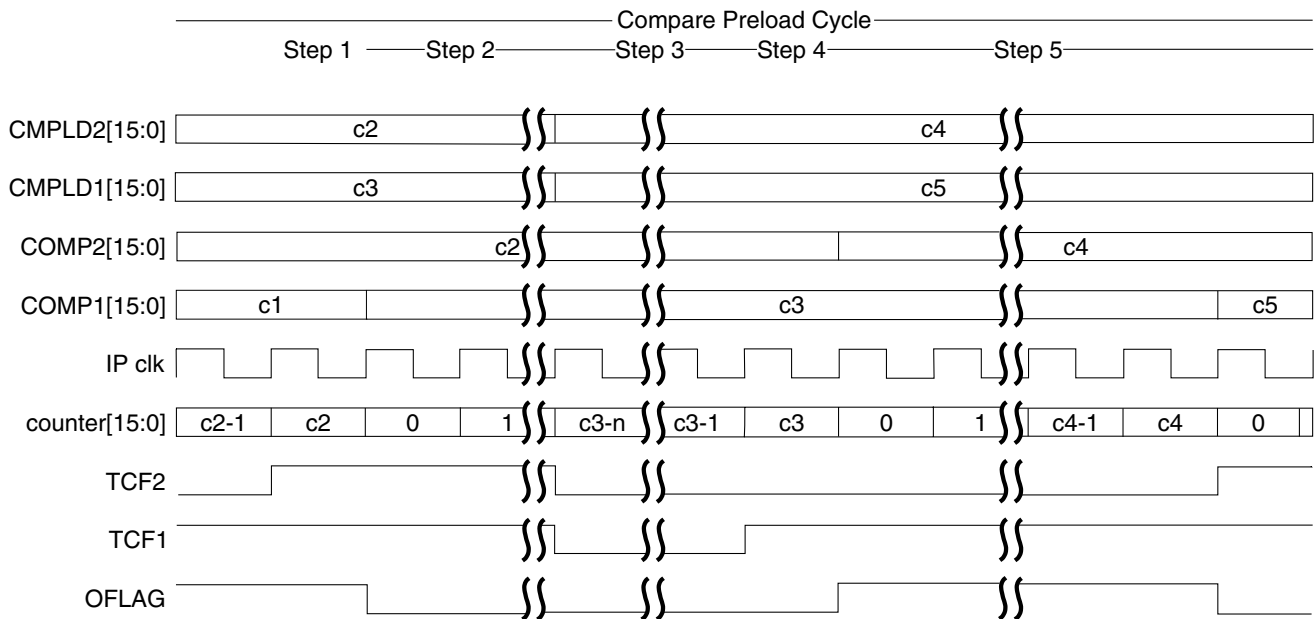 Compare Preload Cycle
Step 1 Step 2 Step 3 Step 4 Step 5
CMPLD2[15:0] c2 c4
CMPLD1[15:0] c3 c5
COMP2[15:0] c2 c4
COMP1[15:0] c1 c3 c5
IP clk
counter[15:0] c2-1 c2 0 1 c3-n c3-1 c3 0 1 c4-1 c4 0
TCF2
TCF1
OFLAG